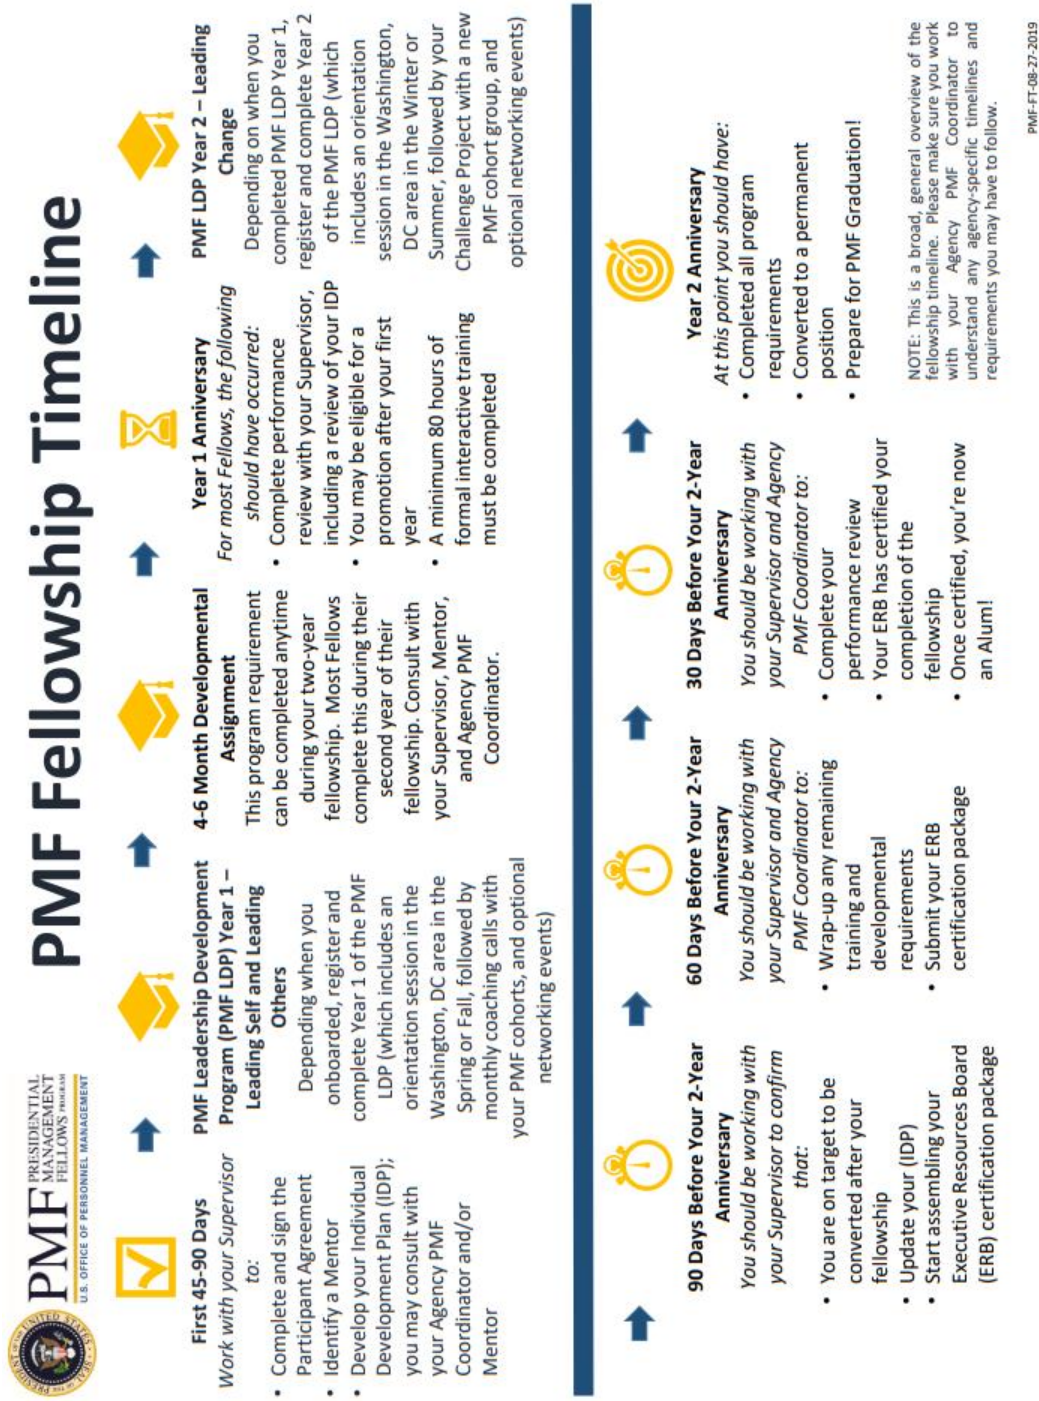 PMF
PRESIDENTIAL
MANAGEMENT
FELLOWS PROGRAM
U.S. OFFICE OF PERSONNEL MANAGEMENT
PMF Fellowship Timeline
First 45-90 Days
Work with your Supervisor
to:
• Complete and sign the
Participant Agreement
• Identify a Mentor
• Develop your Individual
Development Plan (IDP);
you may consult with
your Agency PMF
Coordinator and/or
Mentor
PMF Leadership Development
Program (PMF LDP) Year 1 –
Leading Self and Leading
Others
Depending when you
onboarded, register and
complete Year 1 of the PMF
LDP (which includes an
orientation session in the
Washington, DC area in the
Spring or Fall, followed by
monthly coaching calls with
your PMF cohorts, and optional
networking events)
4-6 Month Developmental
Assignment
This program requirement
can be completed anytime
during your two-year
fellowship. Most Fellows
complete this during their
second year of their
fellowship. Consult with
your Supervisor, Mentor,
and Agency PMF
Coordinator.
Year 1 Anniversary
For most Fellows, the following
should have occurred:
• Complete performance
review with your Supervisor,
including a review of your IDP
• You may be eligible for a
promotion after your first
year
• A minimum 80 hours of
formal interactive training
must be completed
PMF LDP Year 2 – Leading
Change
Depending on when you
completed PMF LDP Year 1,
register and complete Year 2
of the PMF LDP (which
includes an orientation
session in the Washington,
DC area in the Winter or
Summer, followed by your
Challenge Project with a new
PMF cohort group, and
optional networking events)
90 Days Before Your 2-Year
Anniversary
You should be working with
your Supervisor to confirm
that:
• You are on target to be
converted after your
fellowship
• Update your (IDP)
• Start assembling your
Executive Resources Board
(ERB) certification package
60 Days Before Your 2-Year
Anniversary
You should be working with
your Supervisor and Agency
PMF Coordinator to:
• Wrap-up any remaining
training and
developmental
requirements
• Submit your ERB
certification package
30 Days Before Your 2-Year
Anniversary
You should be working with
your Supervisor and Agency
PMF Coordinator to:
• Complete your
performance review
• Your ERB has certified your
completion of the
fellowship
• Once certified, you're now
an Alum!
Year 2 Anniversary
At this point you should have:
• Completed all program
requirements
• Converted to a permanent
position
• Prepare for PMF Graduation!
NOTE: This is a broad, general overview of the
fellowship timeline. Please make sure you work
with your Agency PMF Coordinator to
understand any agency-specific timelines and
requirements you may have to follow.
PMF-FT-08-27-2019